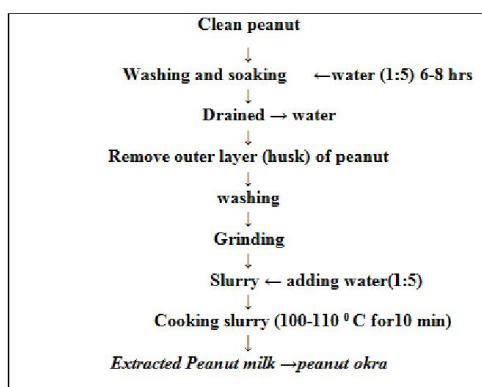 Clean peanut
↓
Washing and soaking ←water (1:5) 6-8 hrs
↓
Drained → water
↓
Remove outer layer (husk) of peanut
↓
washing
↓
Grinding
↓
Slurry ← adding water(1:5)
↓
Cooking slurry (100-110 ⁰ C for10 min)
↓
Extracted Peanut milk →peanut okra